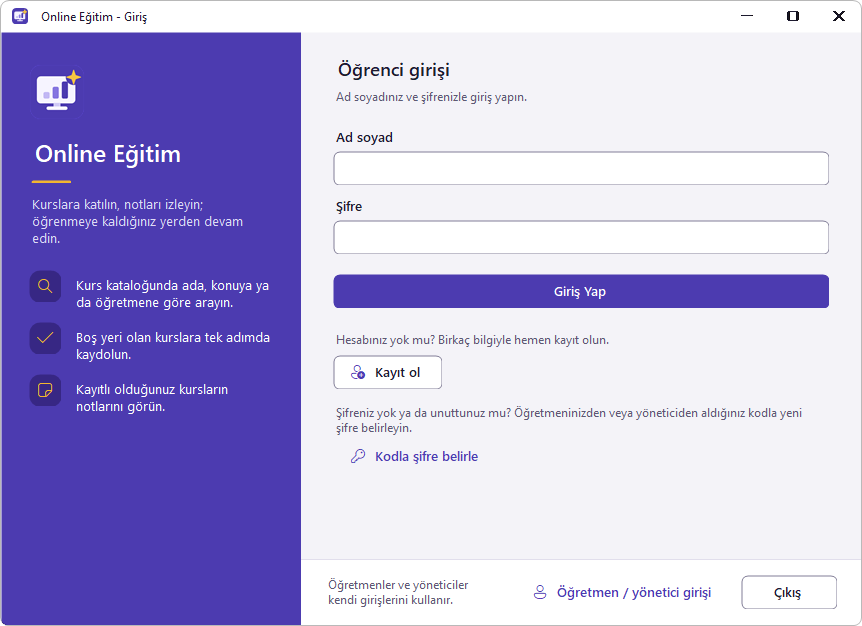 Online Eğitim - Giriş
Online Eğitim
Kurslara katılın, notları izleyin;
öğrenmeye kaldığınız yerden devam
edin.
Kurs kataloğunda ada, konuya ya
da öğretmene göre arayın.
Boş yeri olan kurslara tek adımda
kaydolun.
Kayıtlı olduğunuz kursların
notlarını görün.
Öğrenci girişi
Ad soyadınız ve şifrenizle giriş yapın.
Ad soyad
Şifre
Giriş Yap
Hesabınız yok mu? Birkaç bilgiyle hemen kayıt olun.
Kayıt ol
Şifreniz yok ya da unuttunuz mu? Öğretmeninizden veya yöneticiden aldığınız kodla yeni
şifre belirleyin.
Kodla şifre belirle
Öğretmenler ve yöneticiler
kendi girişlerini kullanır.
Öğretmen / yönetici girişi
Çıkış